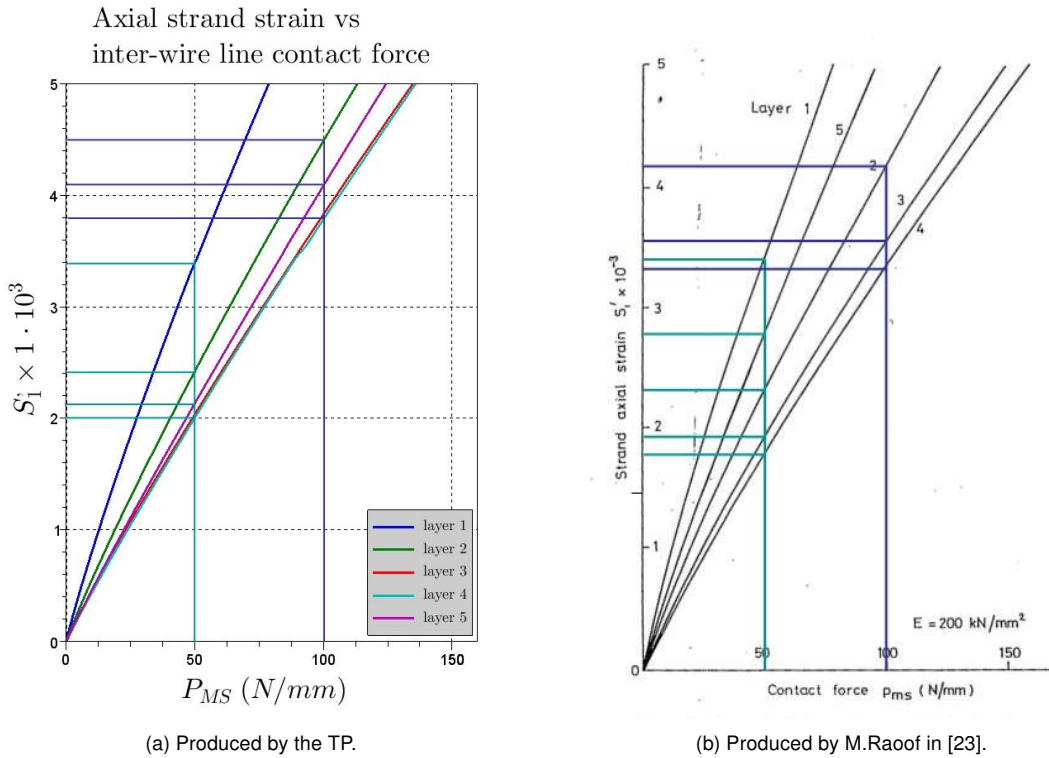 Axial strand strain vs
inter-wire line contact force
5
4
3
2
1
0
S₁′ × 1 · 10³
0 50 100 150
P_MS (N/mm)
layer 1
layer 2
layer 3
layer 4
layer 5
(a) Produced by the TP.
5
4
3
2
1
0
Strand axial strain S₁′ × 10⁻³
Layer 1
5
2
3
4
E = 200 kN/mm²
50 100 150
Contact force Pms (N/mm)
(b) Produced by M.Raoof in [23].